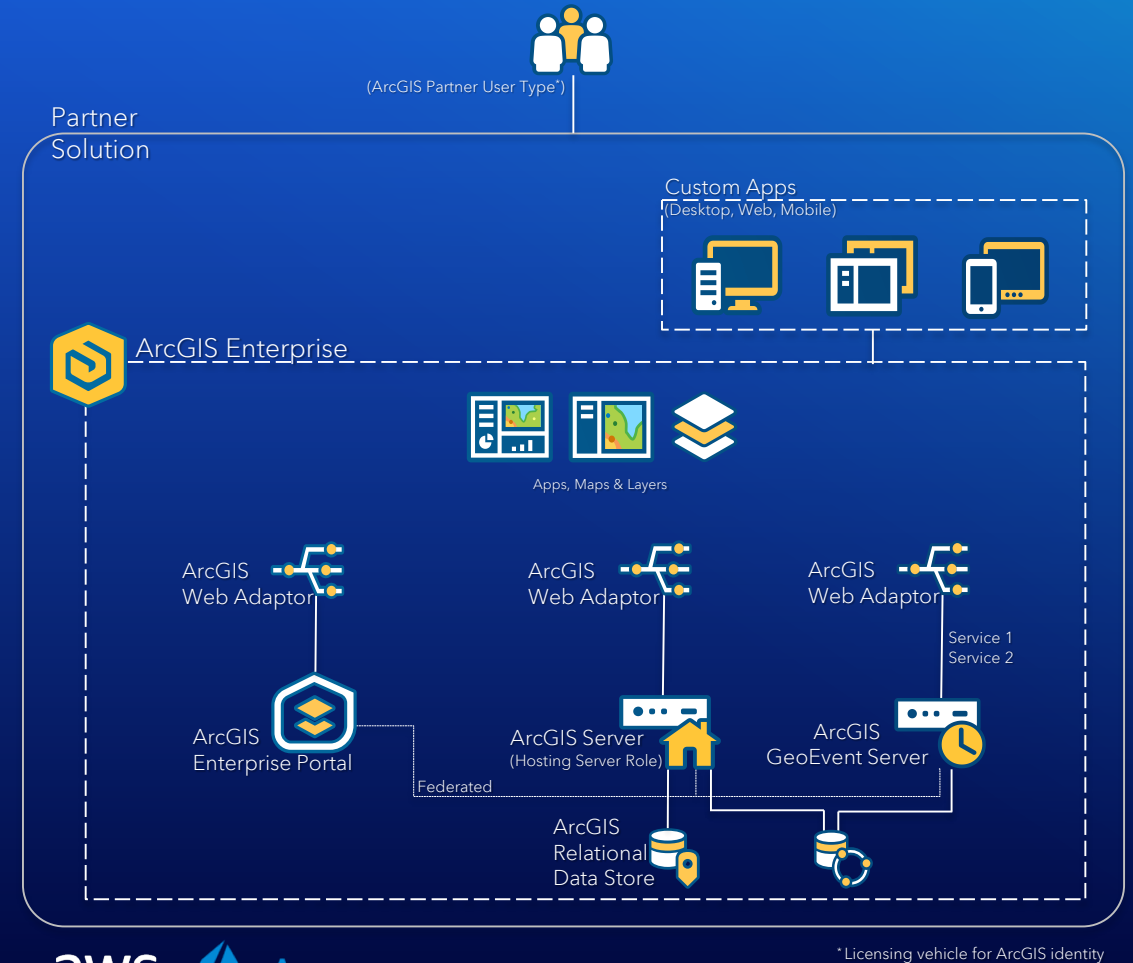 (ArcGIS Partner User Type*)
Partner
Solution
Custom Apps
(Desktop, Web, Mobile)
ArcGIS Enterprise
Apps, Maps & Layers
ArcGIS
Web Adaptor
ArcGIS
Web Adaptor
ArcGIS
Web Adaptor
Service 1
Service 2
ArcGIS
Enterprise Portal
ArcGIS Server
(Hosting Server Role)
ArcGIS
GeoEvent Server
Federated
ArcGIS
Relational
Data Store
* Licensing vehicle for ArcGIS identity
aws